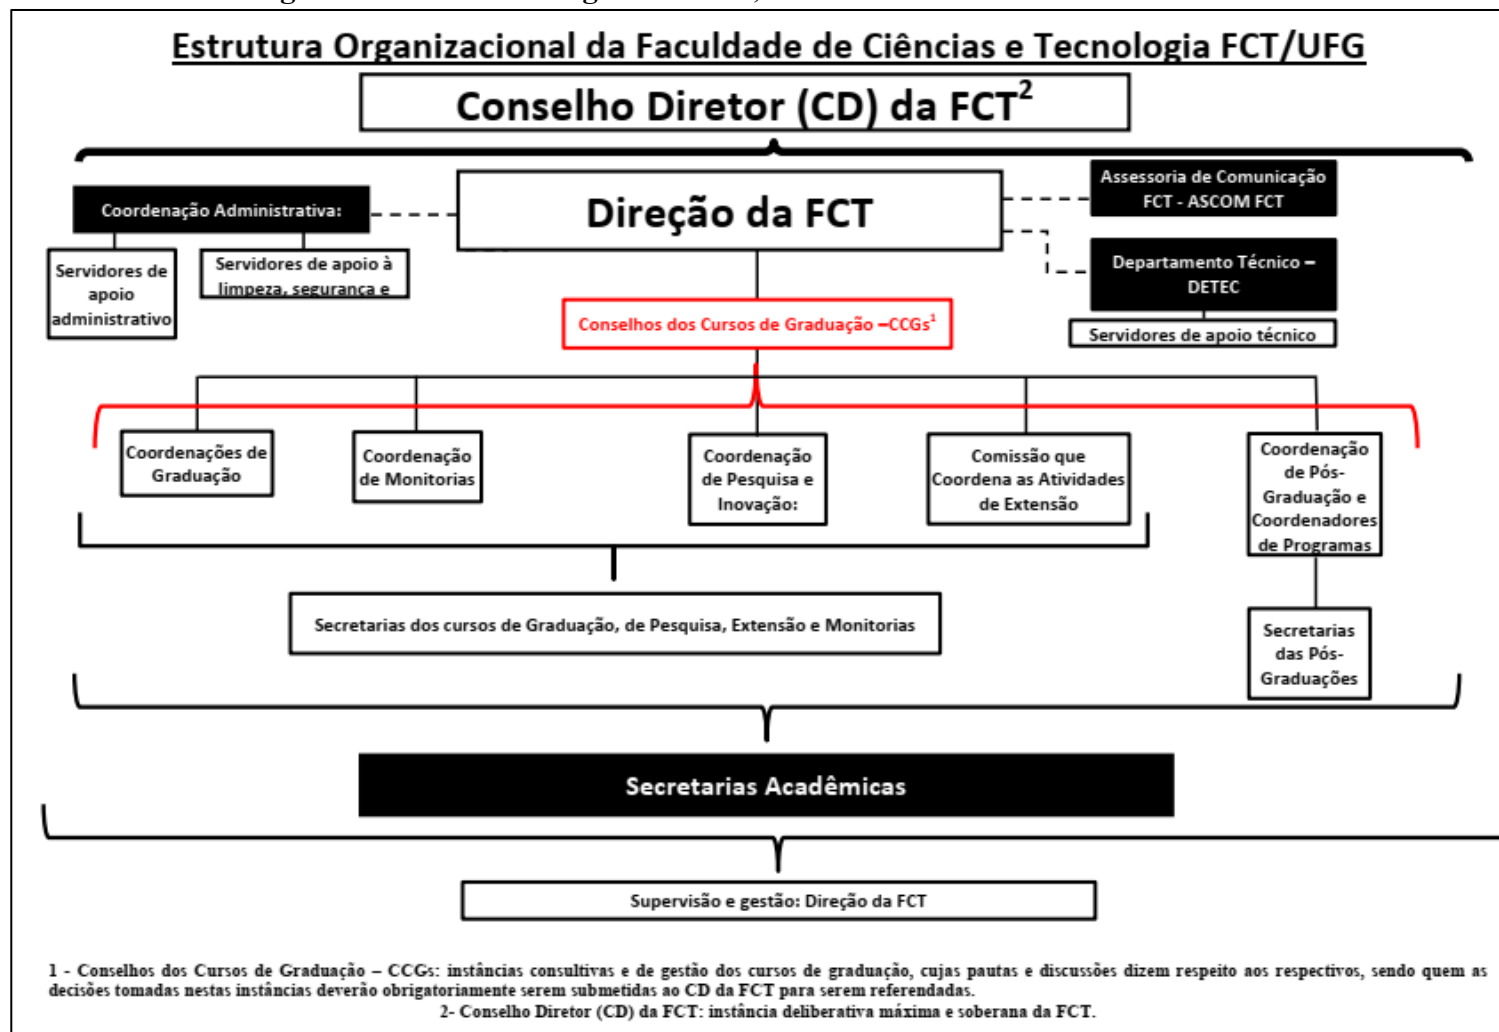 Estrutura Organizacional da Faculdade de Ciências e Tecnologia FCT/UFG
Conselho Diretor (CD) da FCT²
Coordenação Administrativa:
Direção da FCT
Assessoria de Comunicação
FCT - ASCOM FCT
Servidores de
apoio
administrativo
Servidores de apoio à
limpeza, segurança e
Departamento Técnico –
DETEC
Servidores de apoio técnico
Conselhos dos Cursos de Graduação –CCGs¹
Coordenações de
Graduação
Coordenação
de Monitorias
Coordenação
de Pesquisa e
Inovação:
Comissão que
Coordena as Atividades
de Extensão
Coordenação
de Pós-
Graduação e
Coordenadores
de Programas
Secretarias dos cursos de Graduação, de Pesquisa, Extensão e Monitorias
Secretarias
das Pós-
Graduações
Secretarias Acadêmicas
Supervisão e gestão: Direção da FCT
1 - Conselhos dos Cursos de Graduação – CCGs: instâncias consultivas e de gestão dos cursos de graduação, cujas pautas e discussões dizem respeito aos respectivos, sendo quem as
decisões tomadas nestas instâncias deverão obrigatoriamente serem submetidas ao CD da FCT para serem referendadas.
2- Conselho Diretor (CD) da FCT: instância deliberativa máxima e soberana da FCT.